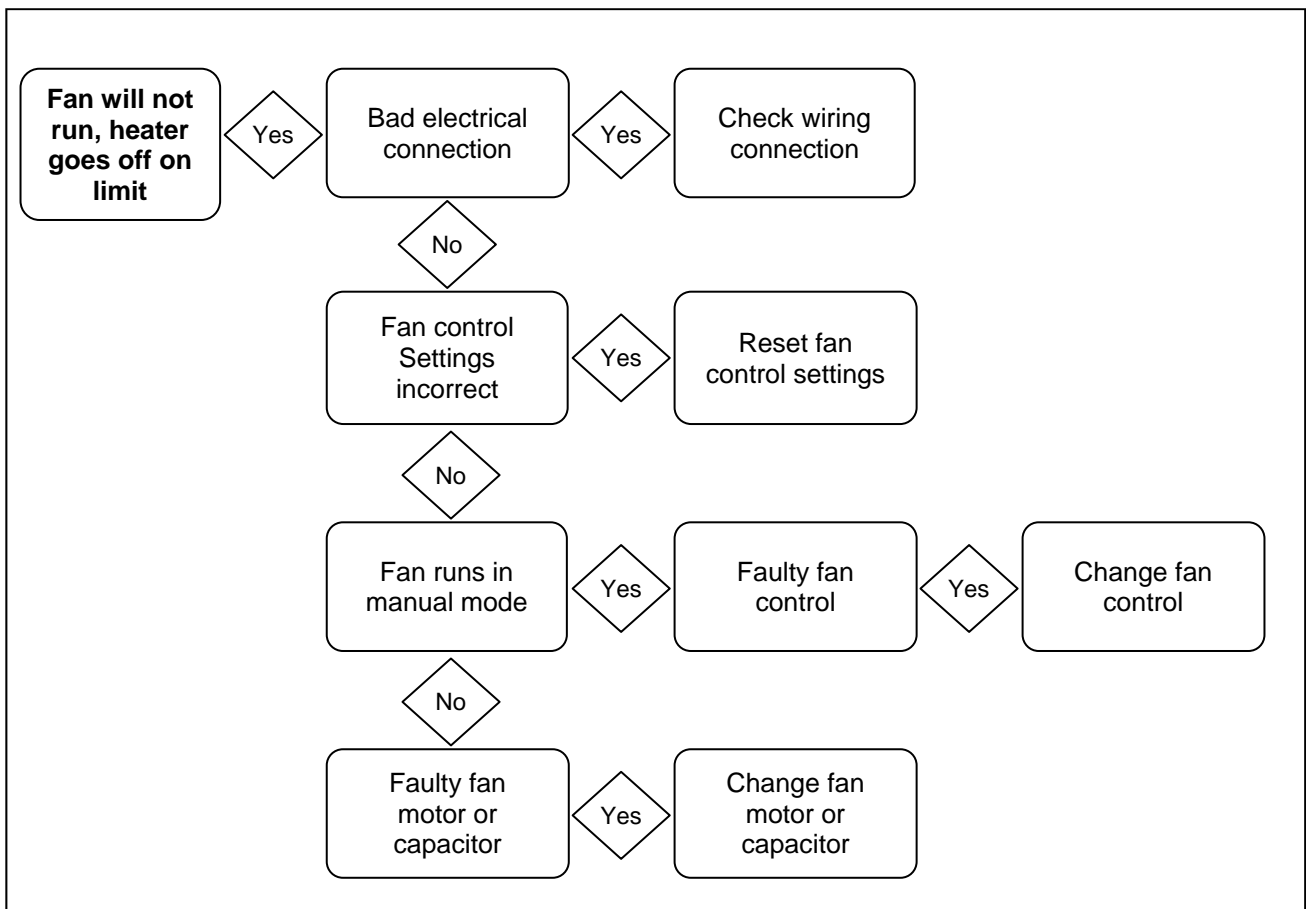 Fan will not
run, heater
goes off on
limit
Yes
Bad electrical
connection
Yes
Check wiring
connection
No
Fan control
Settings
incorrect
Yes
Reset fan
control settings
No
Fan runs in
manual mode
Yes
Faulty fan
control
Yes
Change fan
control
No
Faulty fan
motor or
capacitor
Yes
Change fan
motor or
capacitor